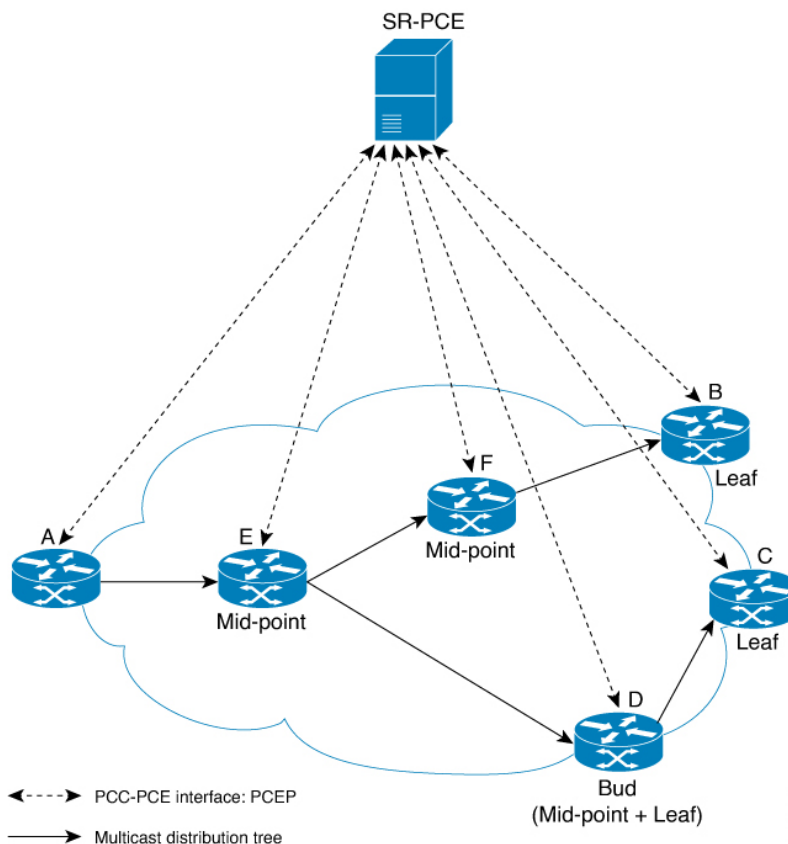 SR-PCE
B
Leaf
F
Mid-point
A
E
Mid-point
C
Leaf
D
Bud
(Mid-point + Leaf)
PCC-PCE interface: PCEP
Multicast distribution tree